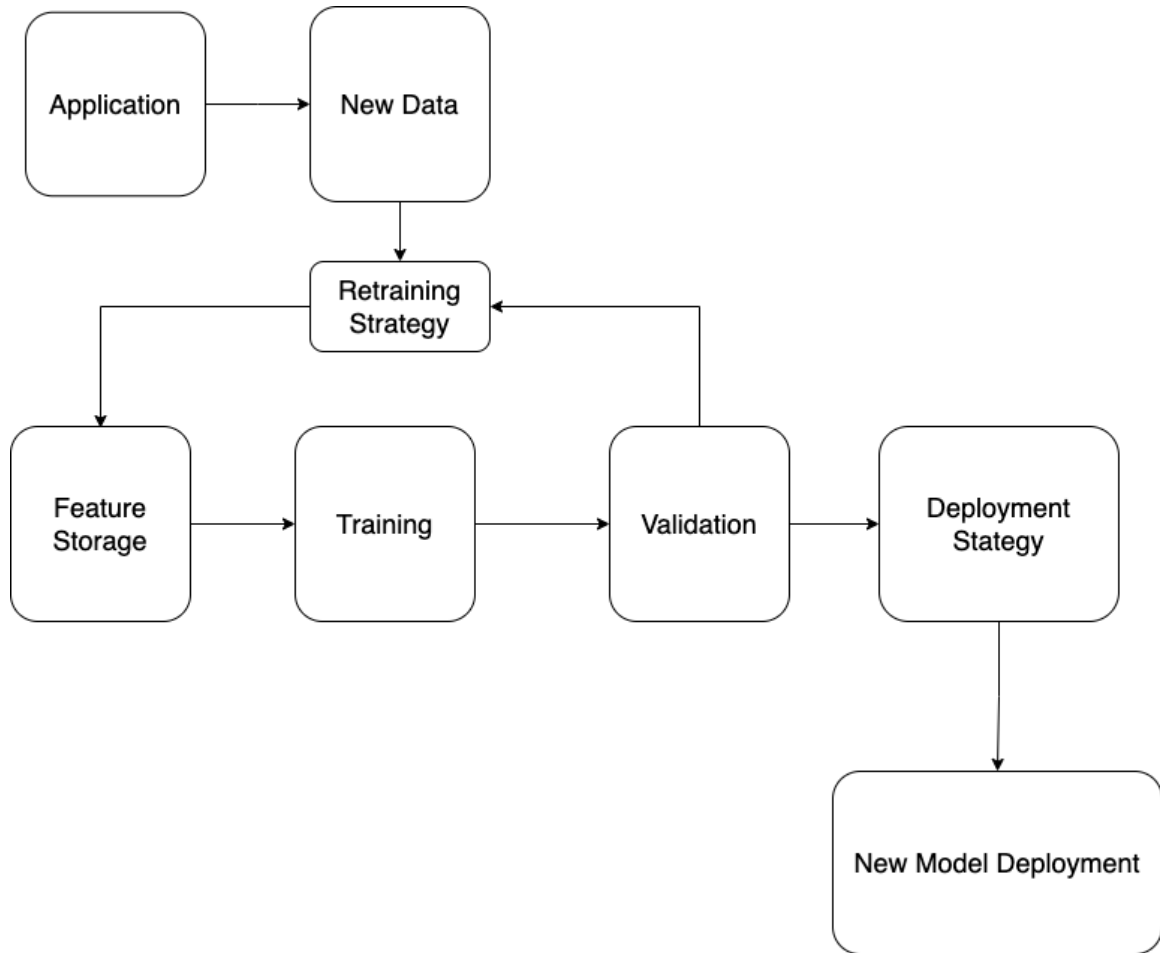 Application
New Data
Retraining
Strategy
Feature
Storage
Training
Validation
Deployment
Stategy
New Model Deployment